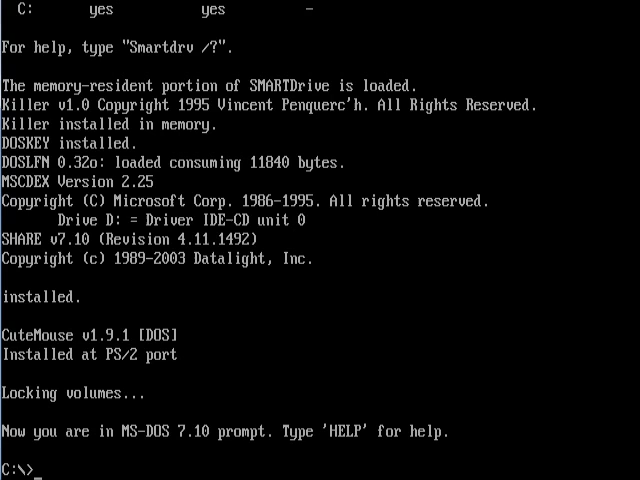 C: yes yes -
For help, type "Smartdrv /?".
The memory-resident portion of SMARTDrive is loaded.
Killer v1.0 Copyright 1995 Vincent Penquerc'h. All Rights Reserved.
Killer installed in memory.
DOSKEY installed.
DOSLFN 0.32o: loaded consuming 11840 bytes.
MSCDEX Version 2.25
Copyright (C) Microsoft Corp. 1986-1995. All rights reserved.
Drive D: = Driver IDE-CD unit 0
SHARE v7.10 (Revision 4.11.1492)
Copyright (c) 1989-2003 Datalight, Inc.
installed.
CuteMouse v1.9.1 [DOS]
Installed at PS/2 port
Locking volumes...
Now you are in MS-DOS 7.10 prompt. Type 'HELP' for help.
C:\>_